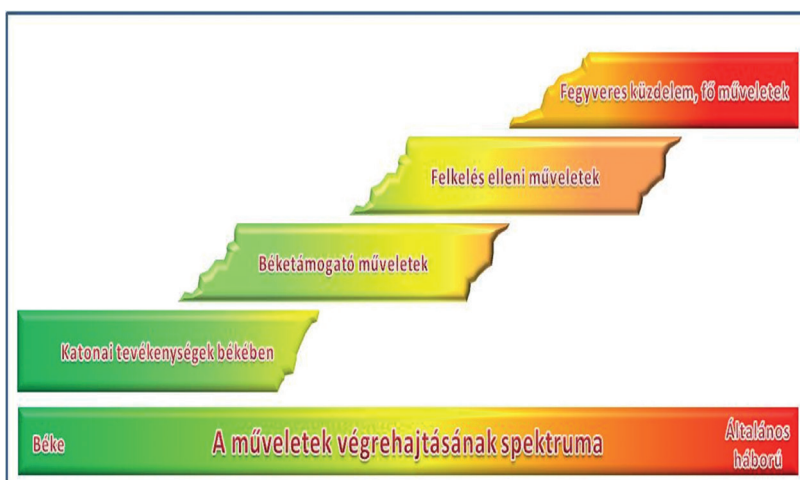 Fegyveres küzdelem, fő műveletek
Felkelés elleni műveletek
Béketámogató műveletek
Katonai tevékenységek békében
Béke
A műveletek végrehajtásának spektruma
Általános
háború